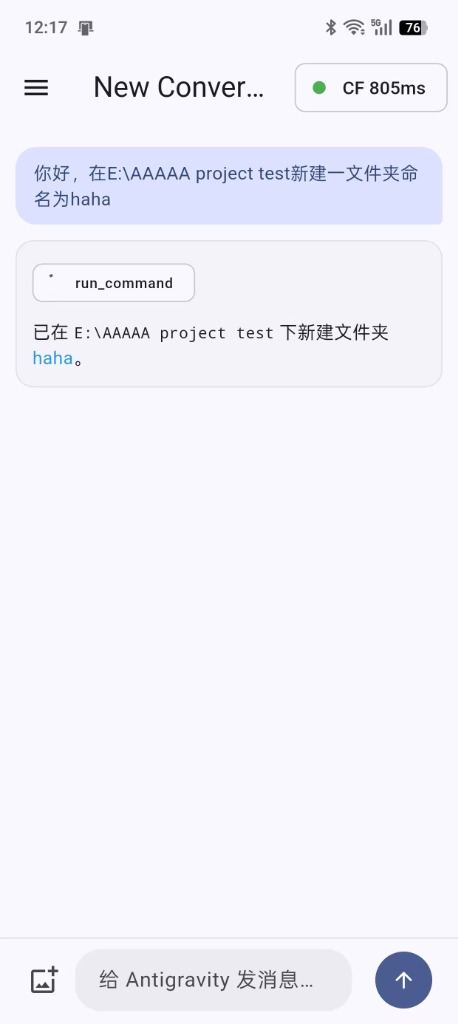 12:17
5G
76
New Conver...
CF 805ms
你好，在E:\AAAAA project test新建一文件夹命
名为haha
run_command
已在 E:\AAAAA project test 下新建文件夹
haha。
给 Antigravity 发消息...